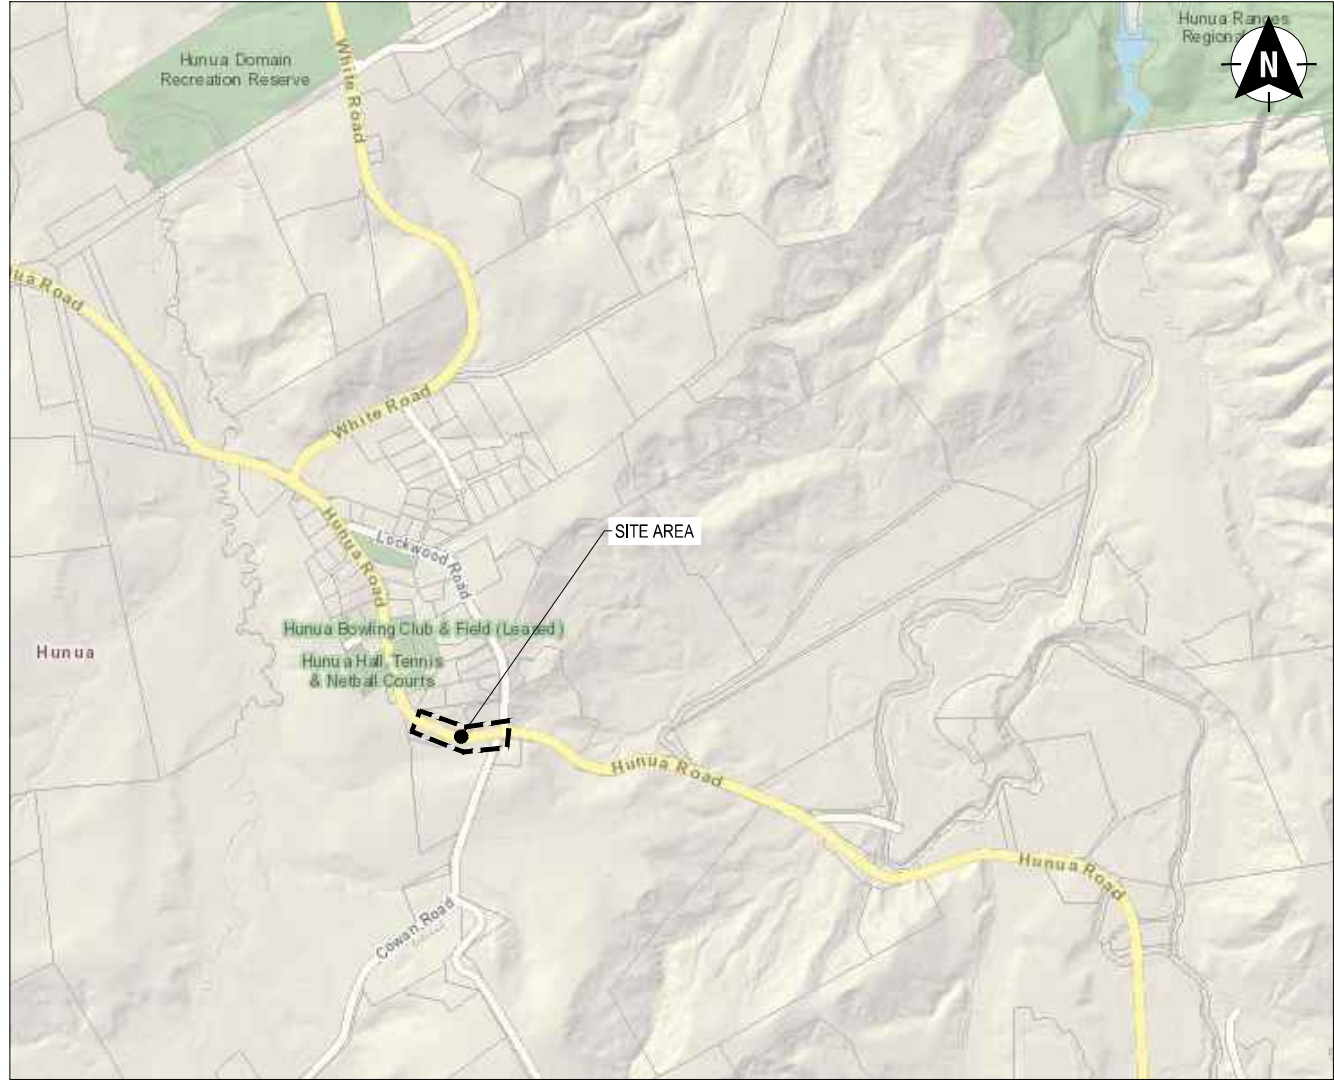 Hunua Domain
Recreation Reserve
White Road
Hunua Ranges
Regional
N
ua Road
White Road
SITE AREA
Hunua Road
Lockwood Road
Hunua Bowling Club & Field (Leased)
Hunua
Hunua Hall, Tennis
& Netball Courts
Hunua Road
Hunua Road
Cowan Road